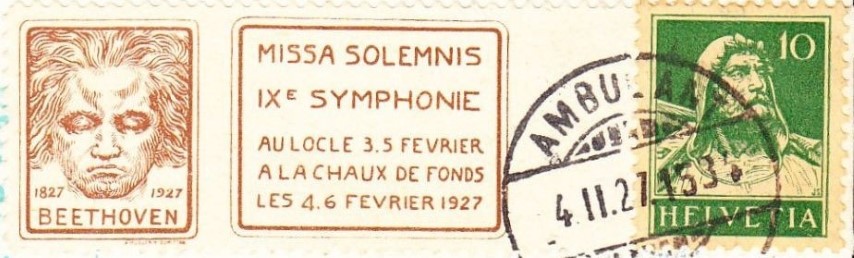 1827 1927
BEETHOVEN
MISSA SOLEMNIS
IXE SYMPHONIE
AU LOCLE 3.5 FEVRIER
A LA CHAUX DE FONDS
LES 4.6 FEVRIER 1927
AMBULANT
4.II.27.
10
HELVETIA